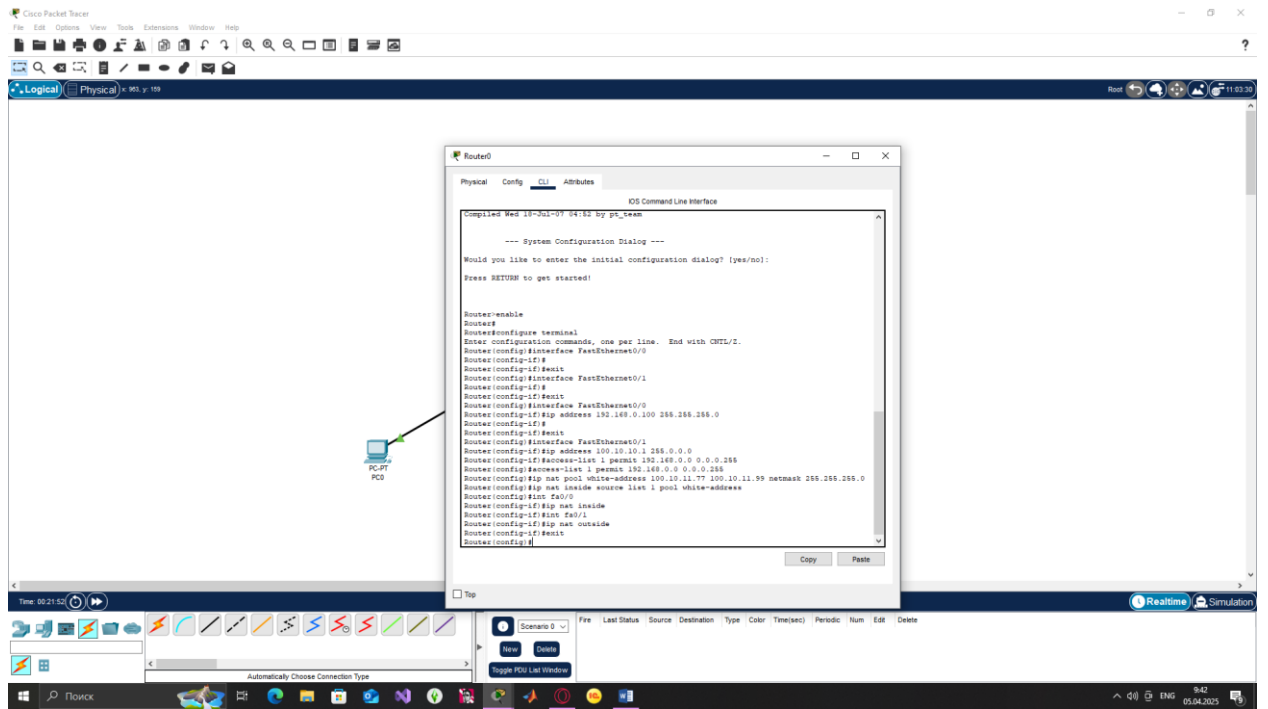 Cisco Packet Tracer
File Edit Options View Tools Extensions Window Help
?
Logical Physical x: 963, y: 159 Root 11:03:30
Router0
Physical Config CLI Attributes
IOS Command Line Interface
Compiled Wed 18-Jul-07 04:52 by pt_team
--- System Configuration Dialog ---
Would you like to enter the initial configuration dialog? [yes/no]:
Press RETURN to get started!
Router>enable
Router#
Router#configure terminal
Enter configuration commands, one per line.  End with CNTL/Z.
Router(config)#interface FastEthernet0/0
Router(config-if)#
Router(config-if)#exit
Router(config)#interface FastEthernet0/1
Router(config-if)#
Router(config-if)#exit
Router(config)#interface FastEthernet0/0
Router(config-if)#ip address 192.168.0.100 255.255.255.0
Router(config-if)#
Router(config-if)#exit
Router(config)#interface FastEthernet0/1
Router(config-if)#ip address 100.10.10.1 255.0.0.0
Router(config-if)#access-list 1 permit 192.168.0.0 0.0.0.255
Router(config)#access-list 1 permit 192.168.0.0 0.0.0.255
Router(config)#ip nat pool white-address 100.10.11.77 100.10.11.99 netmask 255.255.255.0
Router(config)#ip nat inside source list 1 pool white-address
Router(config)#int fa0/0
Router(config-if)#ip nat inside
Router(config-if)#int fa0/1
Router(config-if)#ip nat outside
Router(config-if)#exit
Router(config)#
Copy Paste
Top
PC-PT
PC0
Time: 00:21:52 Realtime Simulation
Scenario 0 Fire Last Status Source Destination Type Color Time(sec) Periodic Num Edit Delete
New Delete
Toggle PDU List Window
Automatically Choose Connection Type
Поиск ENG 9:42
05.04.2025